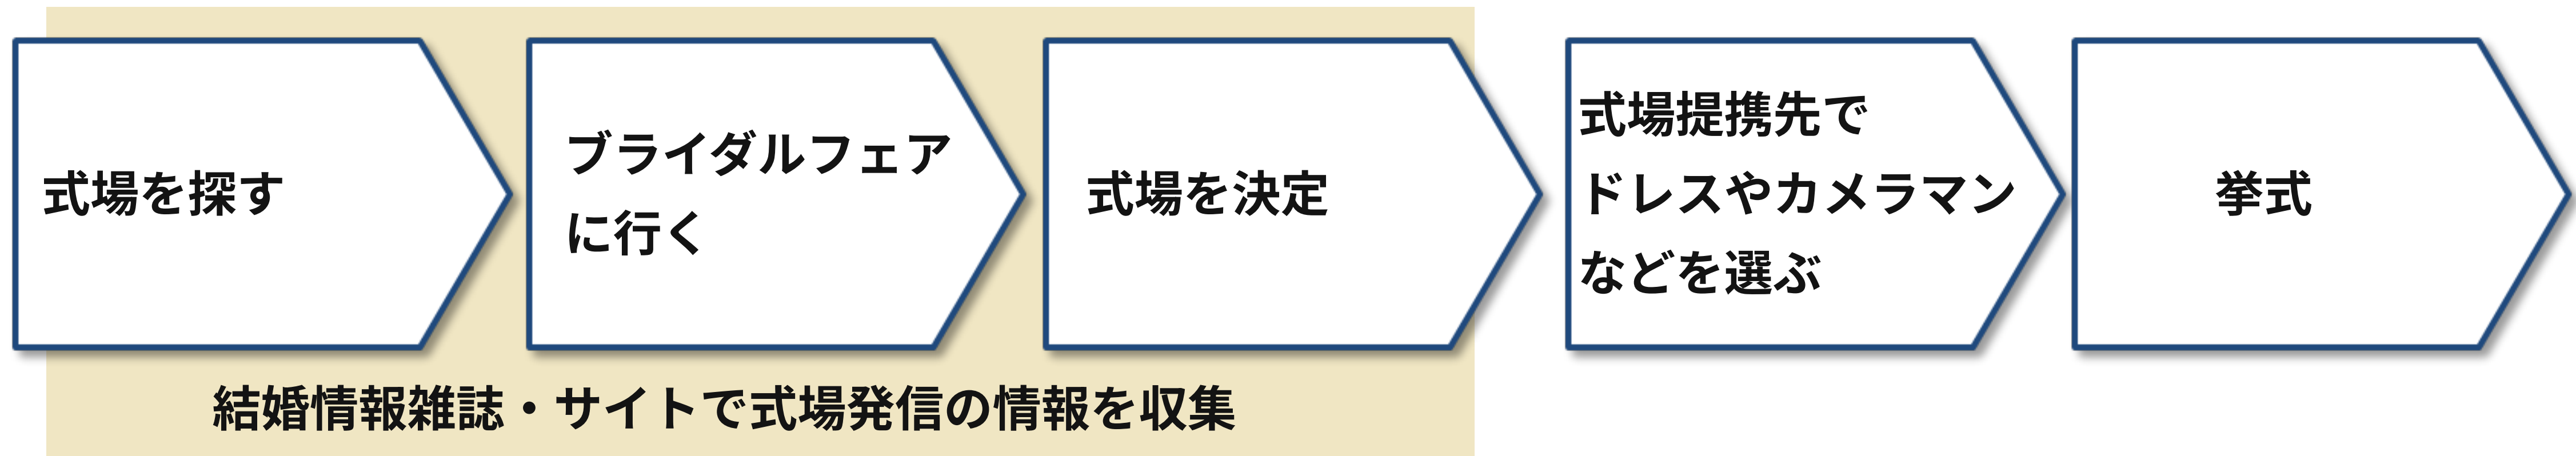 式場を探す
ブライダルフェア
に行く
式場を決定
式場提携先で
ドレスやカメラマン
などを選ぶ
挙式
結婚情報雑誌・サイトで式場発信の情報を収集